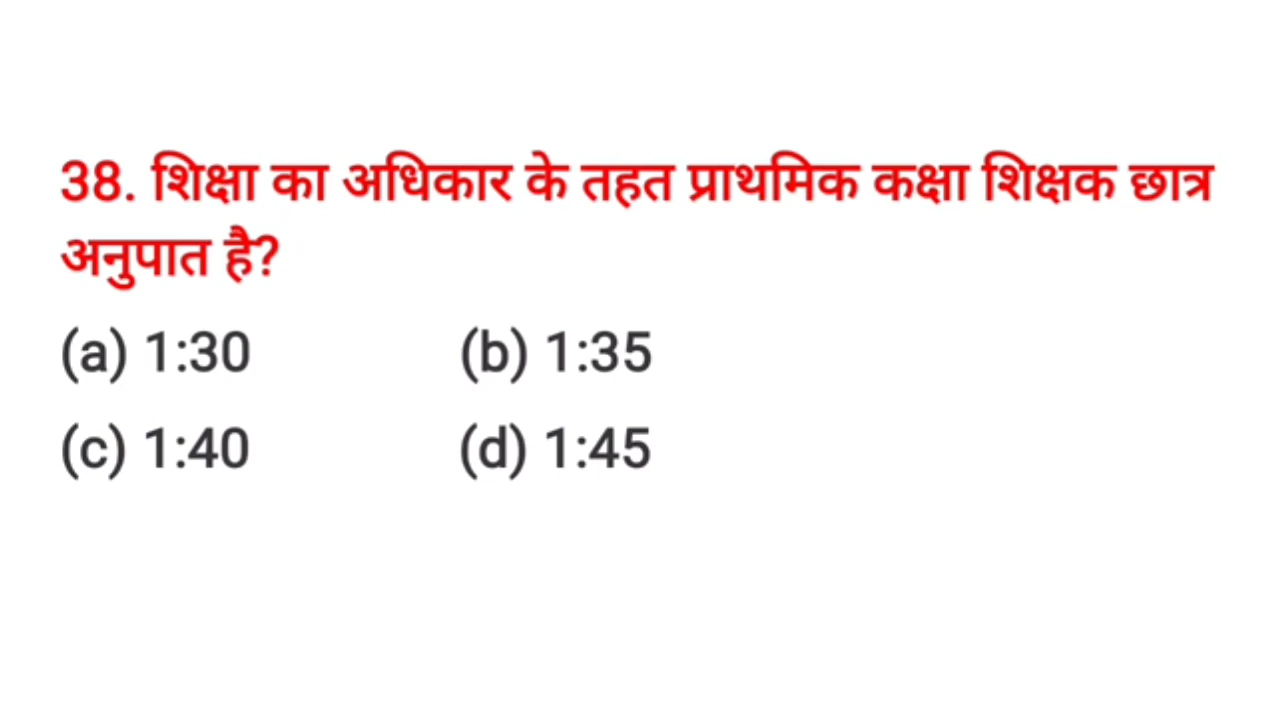 38. शिक्षा का अधिकार के तहत प्राथमिक कक्षा शिक्षक छात्र
अनुपात है?
(a) 1:30 (b) 1:35
(c) 1:40 (d) 1:45